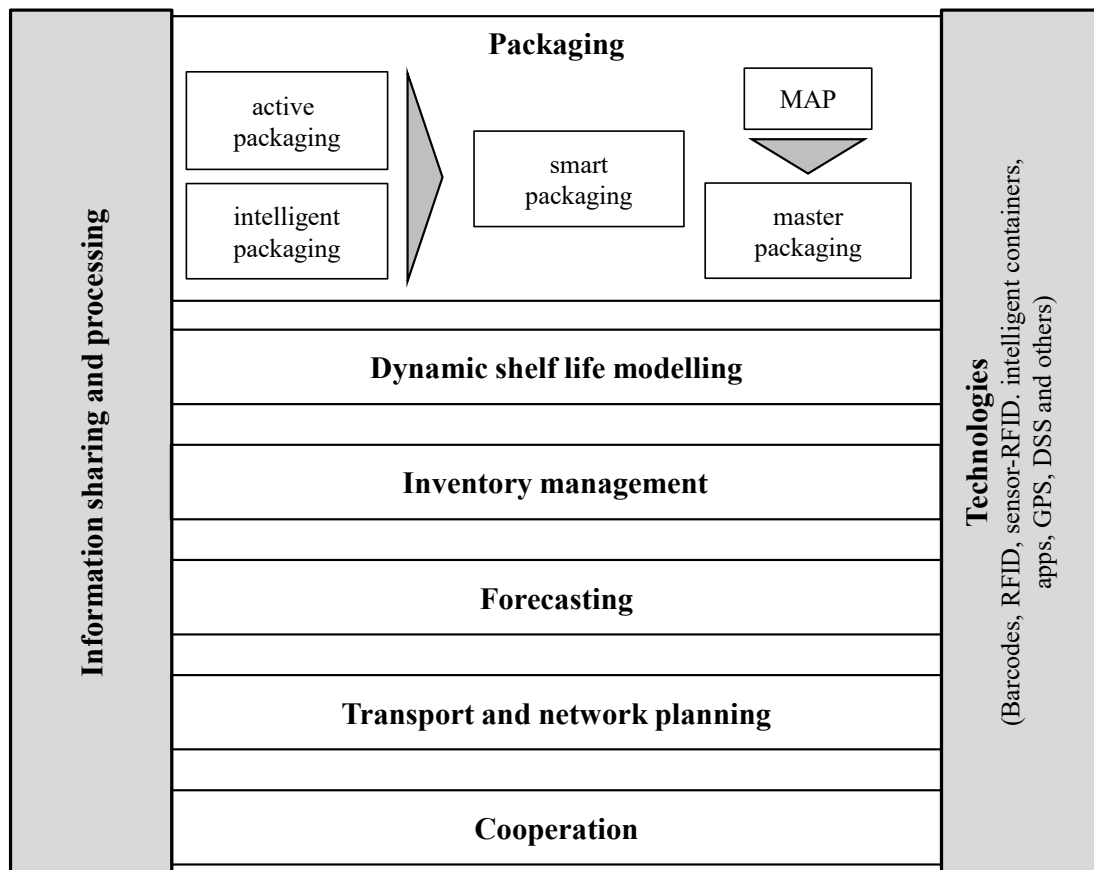 Packaging
active
packaging
intelligent
packaging
smart
packaging
MAP
master
packaging
Dynamic shelf life modelling
Inventory management
Forecasting
Transport and network planning
Cooperation
Information sharing and processing
Technologies
(Barcodes, RFID, sensor-RFID. intelligent containers,
apps, GPS, DSS and others)